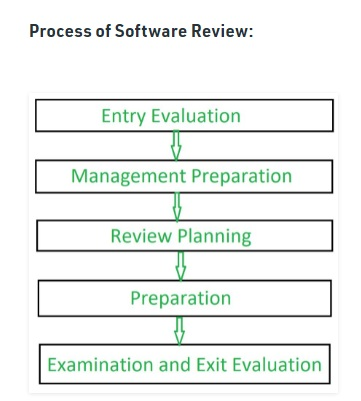 Process of Software Review:
Entry Evaluation
Management Preparation
Review Planning
Preparation
Examination and Exit Evaluation